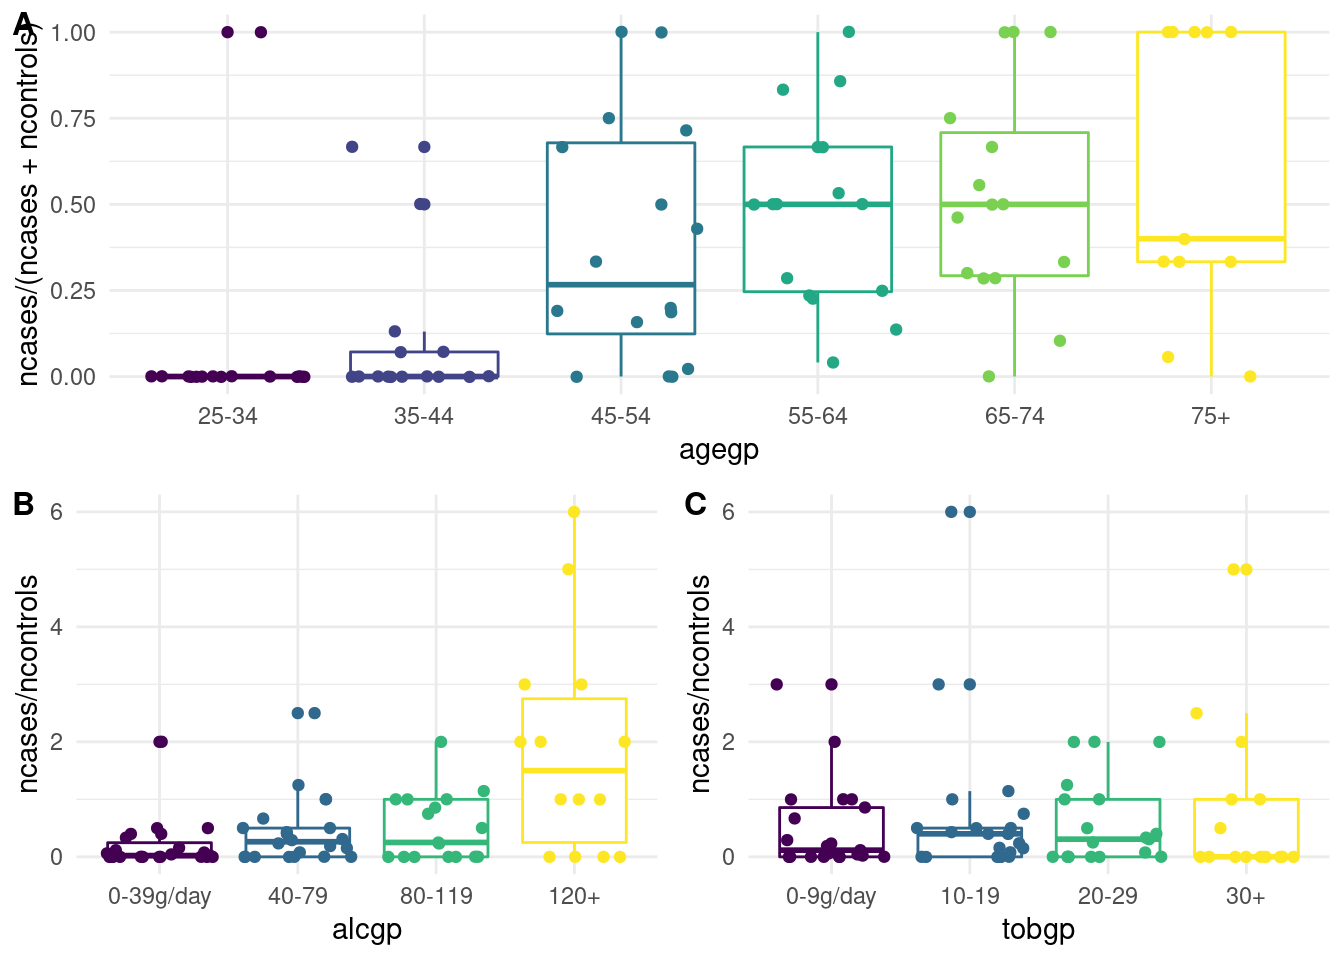 A
ncases/(ncases + ncontrols)
1.00
0.75
0.50
0.25
0.00
25-34 35-44 45-54 55-64 65-74 75+
agegp
B
ncases/ncontrols
6
4
2
0
0-39g/day 40-79 80-119 120+
alcgp
C
ncases/ncontrols
6
4
2
0
0-9g/day 10-19 20-29 30+
tobgp